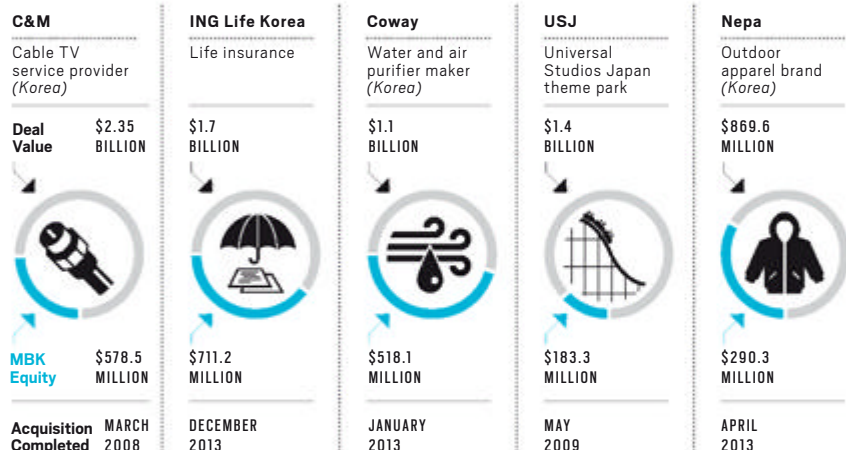 C&M
Cable TV
service provider
(Korea)
Deal
Value
$2.35
BILLION
MBK
Equity
$578.5
MILLION
Acquisition
Completed
MARCH
2008
ING Life Korea
Life insurance
$1.7
BILLION
$711.2
MILLION
DECEMBER
2013
Coway
Water and air
purifier maker
(Korea)
$1.1
BILLION
$518.1
MILLION
JANUARY
2013
USJ
Universal
Studios Japan
theme park
$1.4
BILLION
$183.3
MILLION
MAY
2009
Nepa
Outdoor
apparel brand
(Korea)
$869.6
MILLION
$290.3
MILLION
APRIL
2013